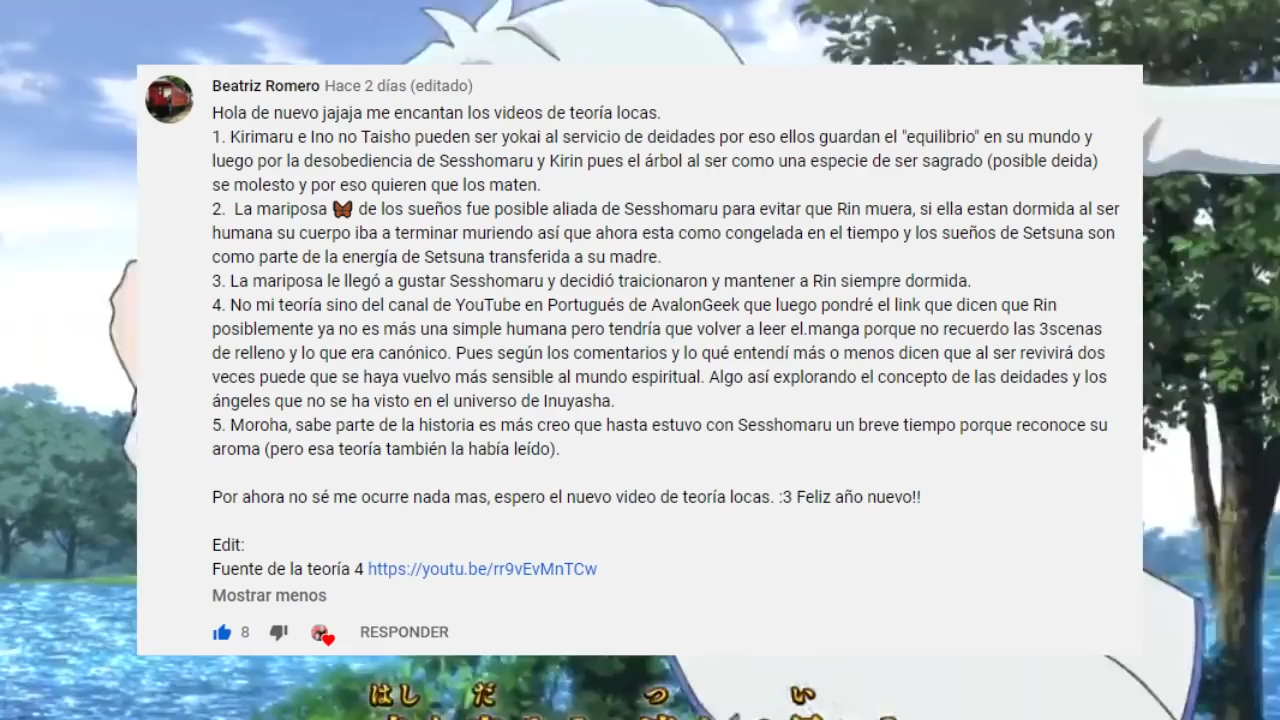 Beatriz Romero Hace 2 días (editado)
Hola de nuevo jajaja me encantan los videos de teoría locas.
1. Kirimaru e Ino no Taisho pueden ser yokai al servicio de deidades por eso ellos guardan el "equilibrio" en su mundo y
luego por la desobediencia de Sesshomaru y Kirin pues el árbol al ser como una especie de ser sagrado (posible deida)
se molesto y por eso quieren que los maten.
2.  La mariposa 🦋 de los sueños fue posible aliada de Sesshomaru para evitar que Rin muera, si ella estan dormida al ser
humana su cuerpo iba a terminar muriendo así que ahora esta como congelada en el tiempo y los sueños de Setsuna son
como parte de la energía de Setsuna transferida a su madre.
3. La mariposa le llegó a gustar Sesshomaru y decidió traicionaron y mantener a Rin siempre dormida.
4. No mi teoría sino del canal de YouTube en Portugués de AvalonGeek que luego pondré el link que dicen que Rin
posiblemente ya no es más una simple humana pero tendría que volver a leer el.manga porque no recuerdo las 3scenas
de relleno y lo que era canónico. Pues según los comentarios y lo qué entendí más o menos dicen que al ser revivirá dos
veces puede que se haya vuelvo más sensible al mundo espiritual. Algo así explorando el concepto de las deidades y los
ángeles que no se ha visto en el universo de Inuyasha.
5. Moroha, sabe parte de la historia es más creo que hasta estuvo con Sesshomaru un breve tiempo porque reconoce su
aroma (pero esa teoría también la había leído).
Por ahora no sé me ocurre nada mas, espero el nuevo video de teoría locas. :3 Feliz año nuevo!!
Edit:
Fuente de la teoría 4 https://youtu.be/rr9vEvMnTCw
Mostrar menos
8 RESPONDER
はし だ つ い